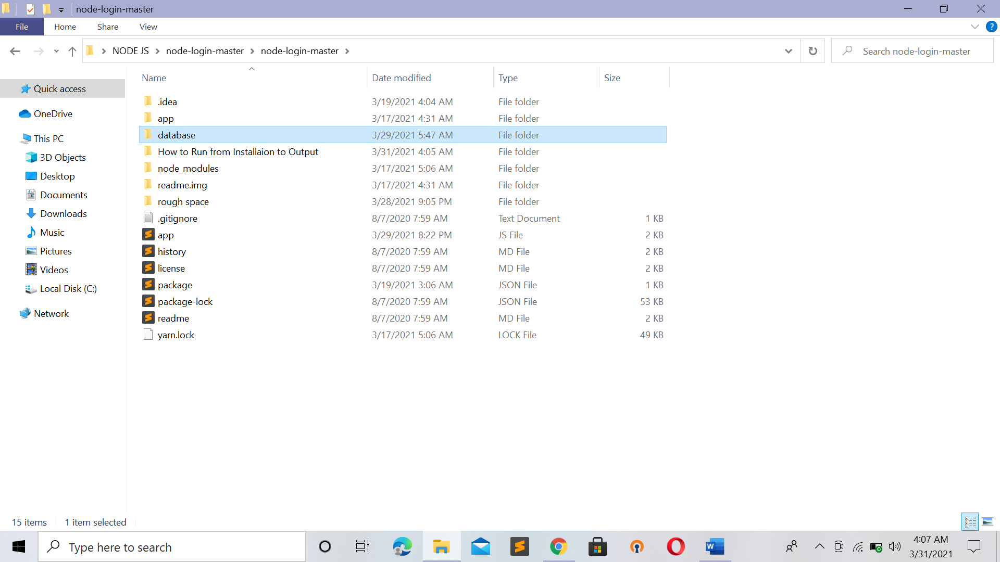 node-login-master
File Home Share View
NODE JS node-login-master node-login-master Search node-login-master
Name Date modified Type Size
Quick access
OneDrive
This PC
3D Objects
Desktop
Documents
Downloads
Music
Pictures
Videos
Local Disk (C:)
Network
.idea 3/19/2021 4:04 AM File folder
app 3/17/2021 4:31 AM File folder
database 3/29/2021 5:47 AM File folder
How to Run from Installaion to Output 3/31/2021 4:05 AM File folder
node_modules 3/17/2021 5:06 AM File folder
readme.img 3/17/2021 4:31 AM File folder
rough space 3/28/2021 9:05 PM File folder
.gitignore 8/7/2020 7:59 AM Text Document 1 KB
app 3/29/2021 8:22 PM JS File 2 KB
history 8/7/2020 7:59 AM MD File 2 KB
license 8/7/2020 7:59 AM MD File 2 KB
package 3/19/2021 3:06 AM JSON File 1 KB
package-lock 8/7/2020 7:59 AM JSON File 53 KB
readme 8/7/2020 7:59 AM MD File 2 KB
yarn.lock 3/17/2021 5:06 AM LOCK File 49 KB
15 items 1 item selected
Type here to search
4:07 AM
3/31/2021